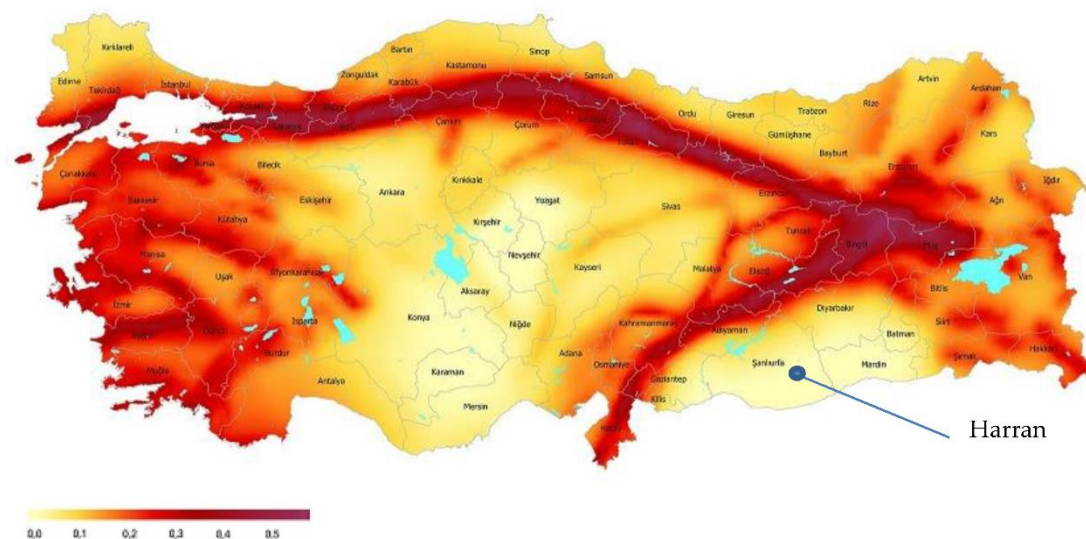 Kırklareli
Edirne
Tekirdağ
İstanbul
Bartın
Zonguldak
Karabük
Kastamonu
Sinop
Samsun
Ordu
Giresun
Trabzon
Rize
Artvin
Ardahan
Kars
Gümüşhane
Bayburt
Erzurum
Iğdır
Ağrı
Çanakkale
Bursa
Bilecik
Balıkesir
Kütahya
Eskişehir
Ankara
Çankırı
Çorum
Kırıkkale
Yozgat
Sivas
Erzincan
Tunceli
Bingöl
Muş
Manisa
Uşak
Afyonkarahisar
Kırşehir
Nevşehir
Kayseri
Malatya
Elazığ
Bitlis
Van
İzmir
Aydın
Denizli
Isparta
Konya
Aksaray
Niğde
Kahramanmaraş
Adıyaman
Diyarbakır
Batman
Siirt
Muğla
Burdur
Antalya
Karaman
Mersin
Adana
Osmaniye
Gaziantep
Kilis
Şanlıurfa
Mardin
Şırnak
Hakkari
Hatay
Harran
0,0 0,1 0,2 0,3 0,4 0,5